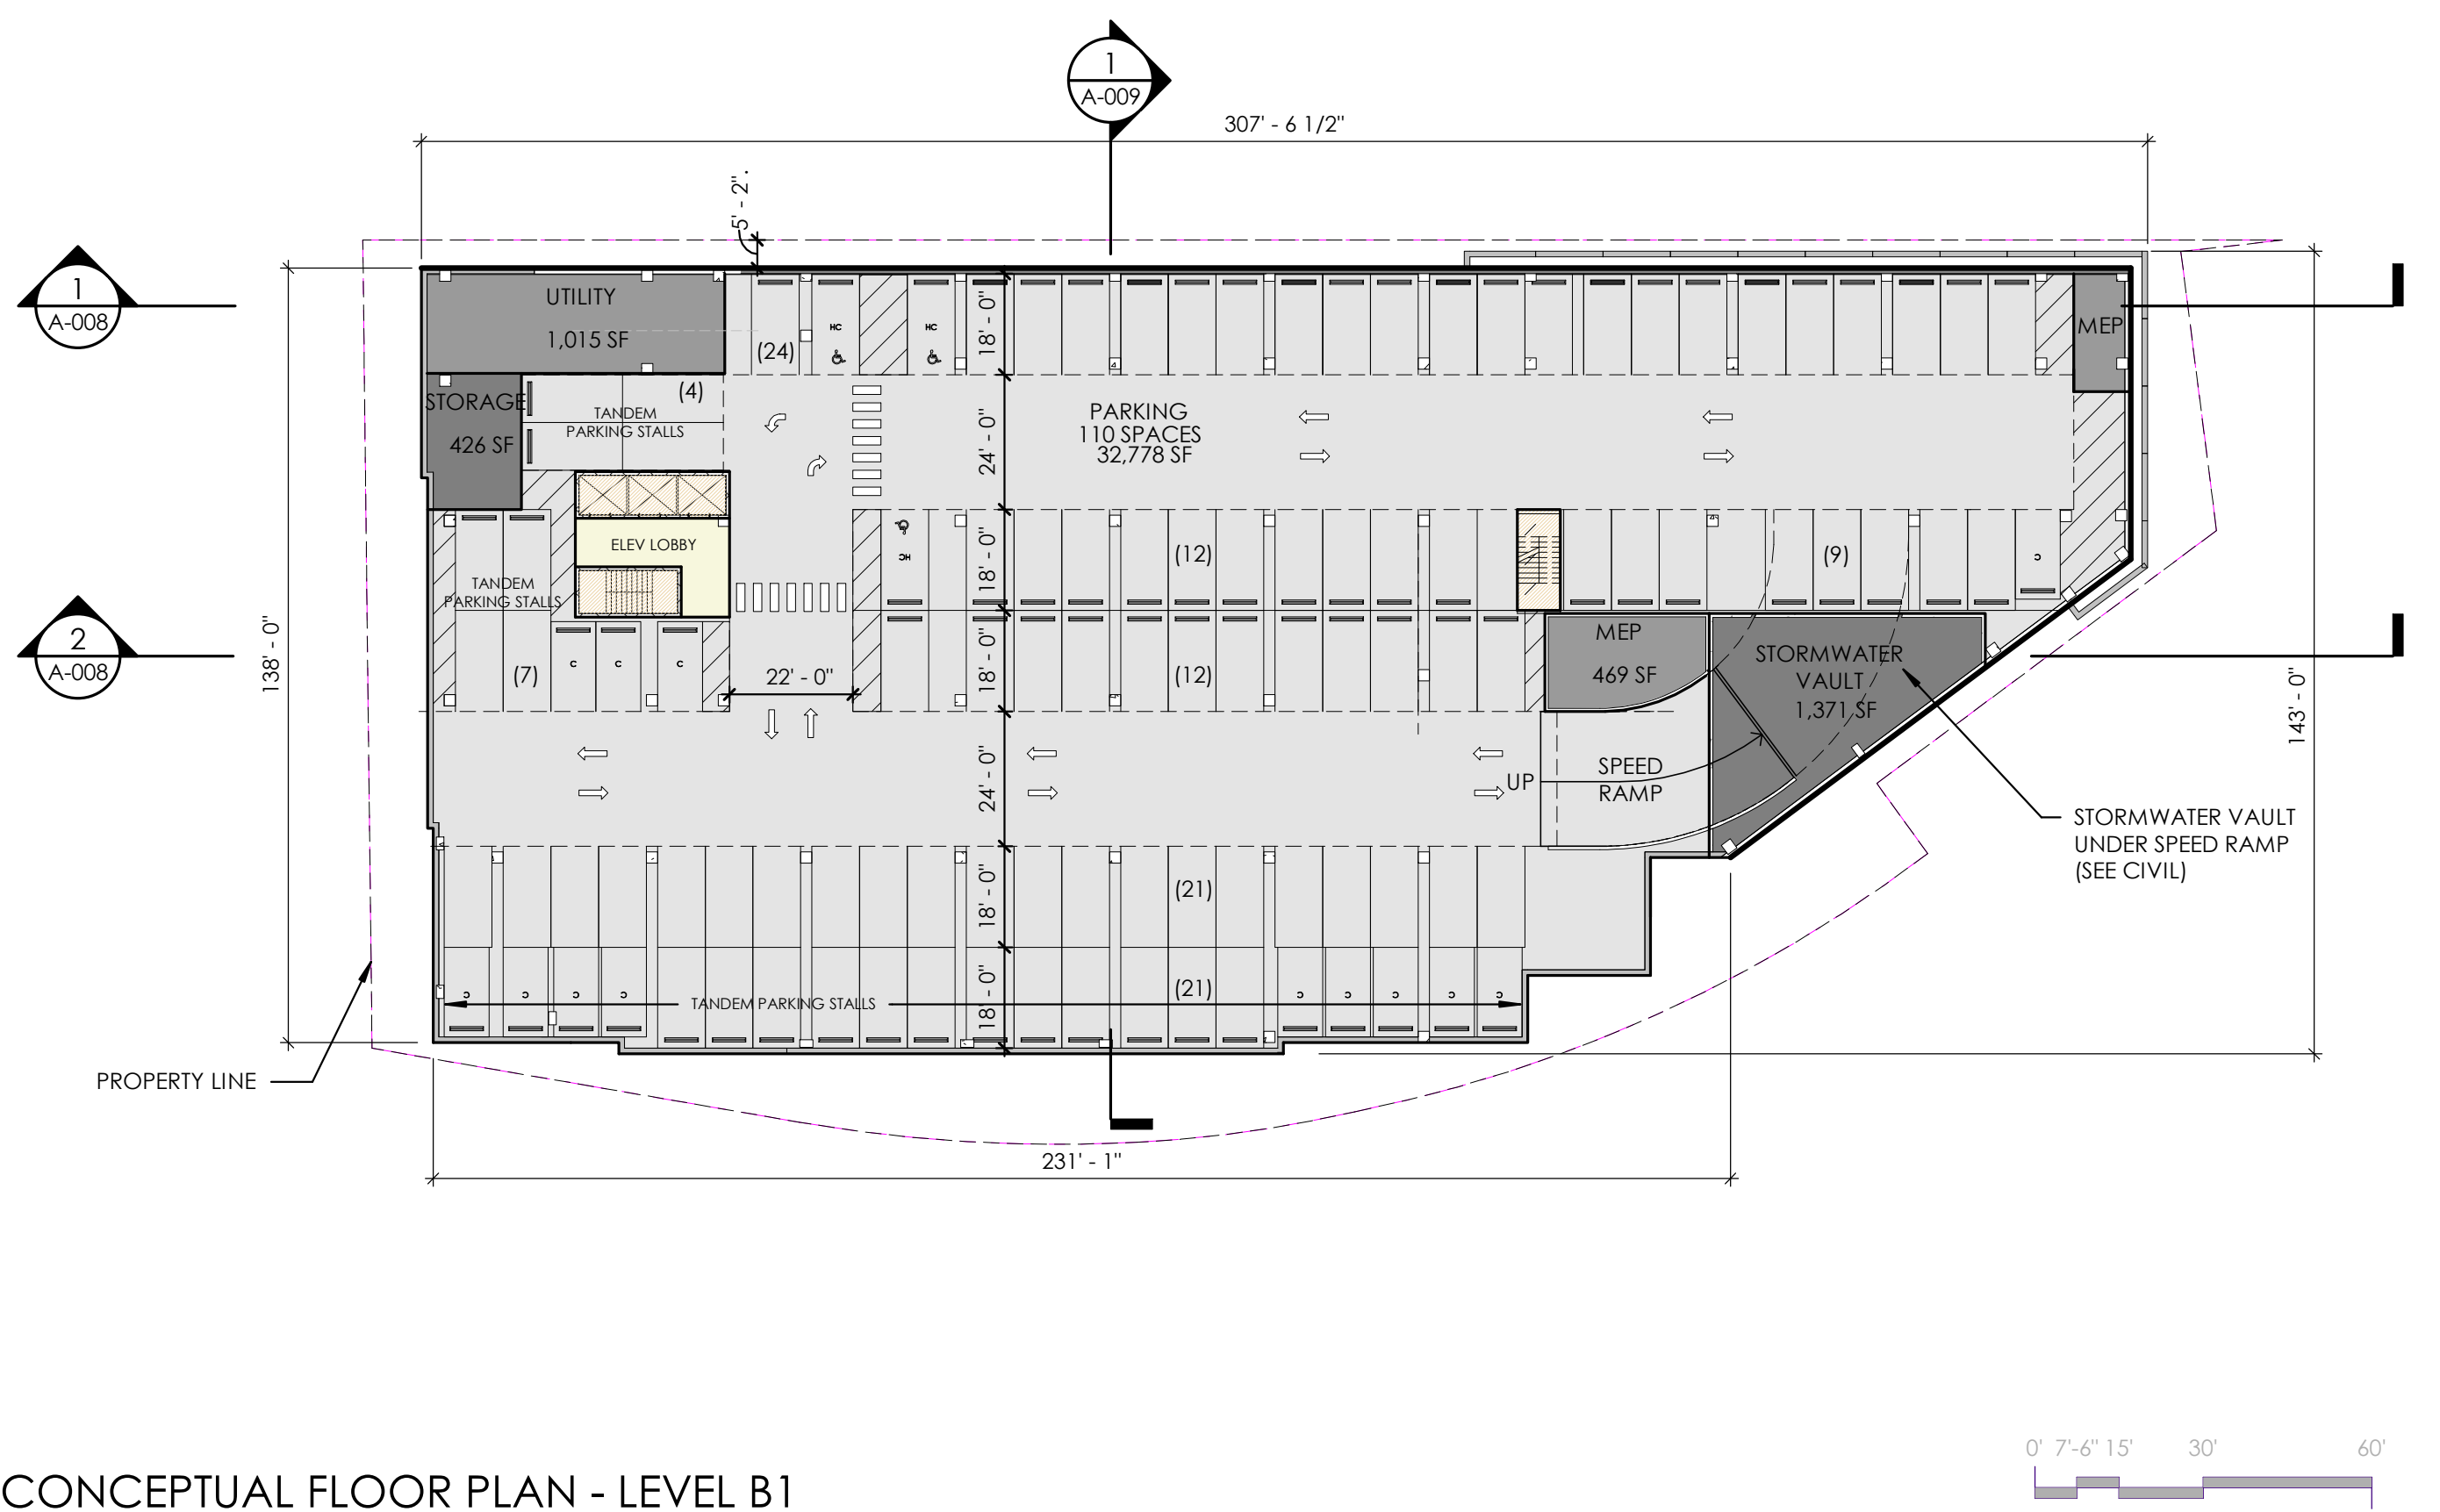 1
A-009
307' - 6 1/2"
5' - 2".
1
A-008
UTILITY
1,015 SF
(24)
HC
HC
18' - 0"
MEP
STORAGE
426 SF
(4)
TANDEM
PARKING STALLS
24' - 0"
PARKING
110 SPACES
32,778 SF
ELEV LOBBY
HC
18' - 0"
(12)
(9)
C
TANDEM
PARKING STALLS
2
A-008
138' - 0"
(7)
C
C
C
22' - 0"
18' - 0"
(12)
MEP
469 SF
STORMWATER
VAULT
1,371 SF
143' - 0"
24' - 0"
UP
SPEED
RAMP
STORMWATER VAULT
UNDER SPEED RAMP
(SEE CIVIL)
18' - 0"
(21)
C
C
C
C
TANDEM PARKING STALLS
18' - 0"
(21)
C
C
C
C
C
PROPERTY LINE
231' - 1"
CONCEPTUAL FLOOR PLAN - LEVEL B1
0' 7'-6" 15' 30' 60'